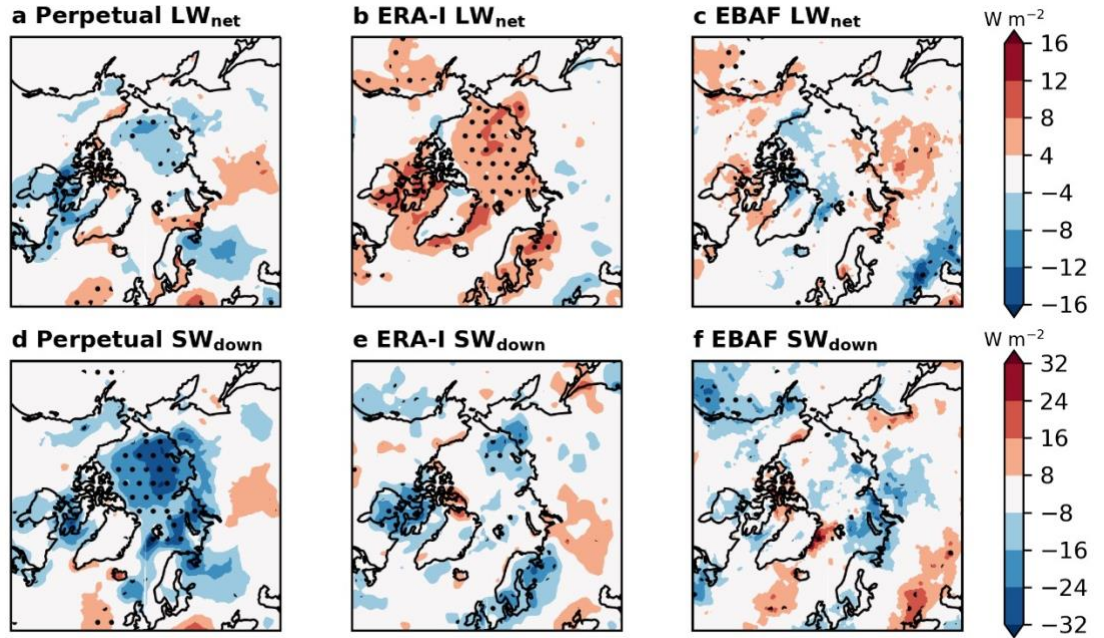 a Perpetual LWnet
b ERA-I LWnet
c EBAF LWnet
W m−2
16
12
8
4
−4
−8
−12
−16
d Perpetual SWdown
e ERA-I SWdown
f EBAF SWdown
W m−2
32
24
16
8
−8
−16
−24
−32